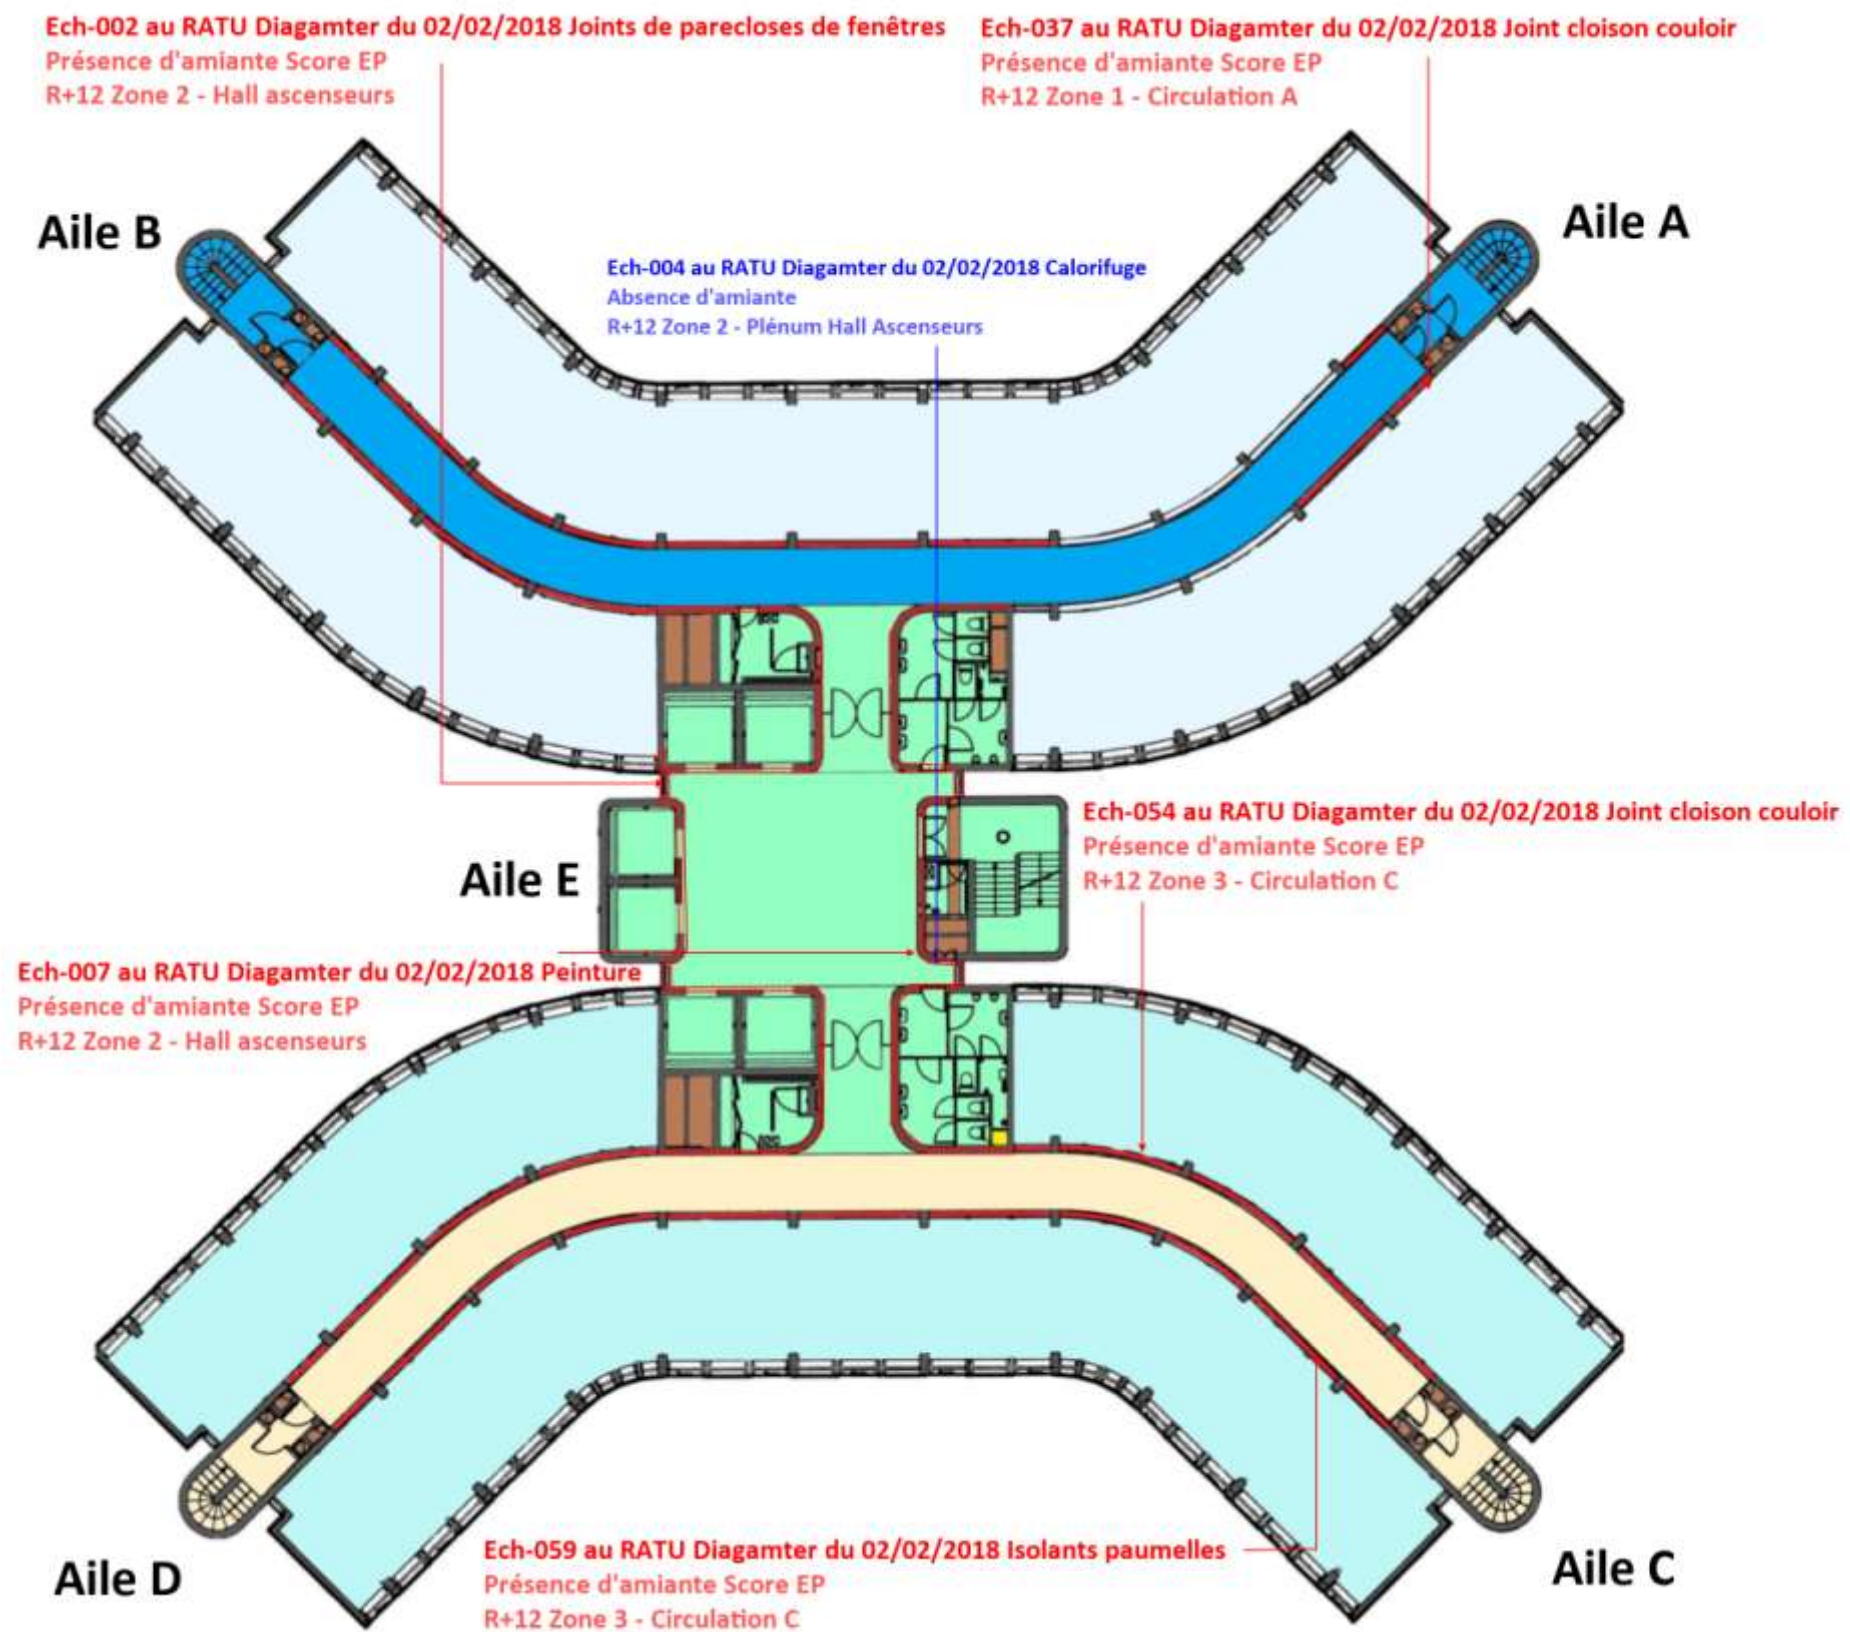 Ech-002 au RATU Diagamter du 02/02/2018 Joints de parecloses de fenêtres
Présence d'amiante Score EP
R+12 Zone 2 - Hall ascenseurs
Ech-037 au RATU Diagamter du 02/02/2018 Joint cloison couloir
Présence d'amiante Score EP
R+12 Zone 1 - Circulation A
Aile B
Aile A
Ech-004 au RATU Diagamter du 02/02/2018 Calorifuge
Absence d'amiante
R+12 Zone 2 - Plénum Hall Ascenseurs
Ech-054 au RATU Diagamter du 02/02/2018 Joint cloison couloir
Présence d'amiante Score EP
R+12 Zone 3 - Circulation C
Aile E
Ech-007 au RATU Diagamter du 02/02/2018 Peinture
Présence d'amiante Score EP
R+12 Zone 2 - Hall ascenseurs
Ech-059 au RATU Diagamter du 02/02/2018 Isolants paumelles
Présence d'amiante Score EP
R+12 Zone 3 - Circulation C
Aile D
Aile C